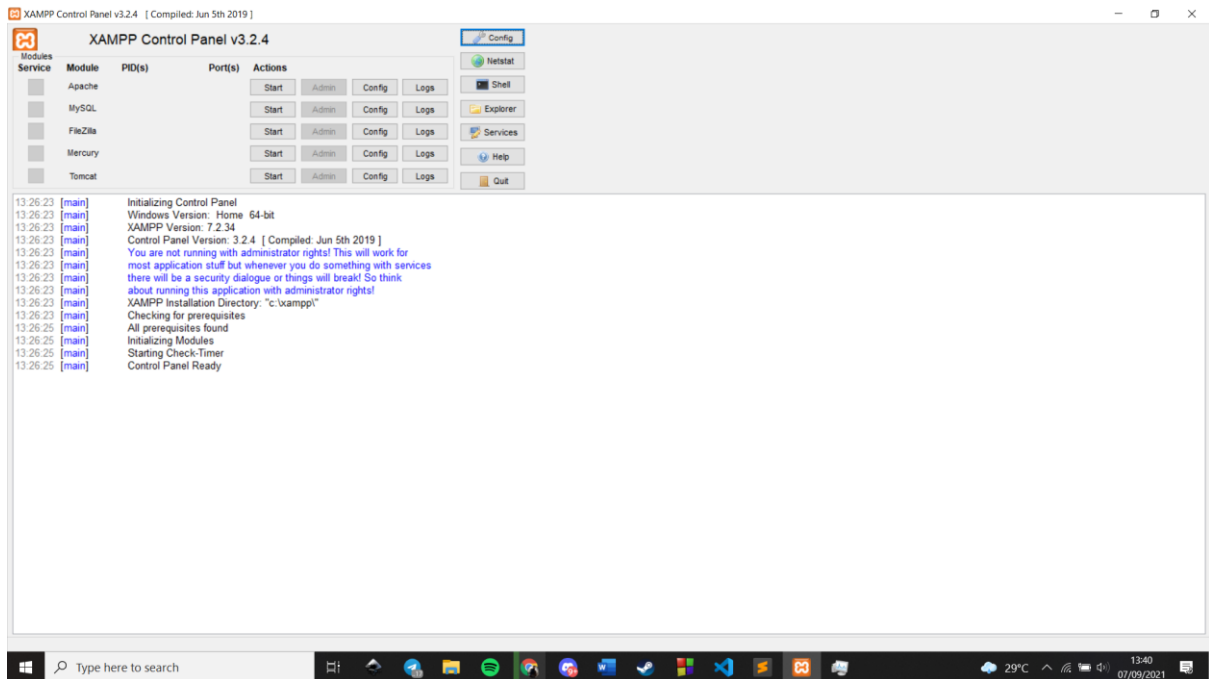 XAMPP Control Panel v3.2.4 [ Compiled: Jun 5th 2019 ]
XAMPP Control Panel v3.2.4
Config
Modules
Service Module PID(s) Port(s) Actions
Netstat
Apache Start Admin Config Logs
Shell
MySQL Start Admin Config Logs
Explorer
FileZilla Start Admin Config Logs
Services
Mercury Start Admin Config Logs
Help
Tomcat Start Admin Config Logs
Quit
13:26:23 [main] Initializing Control Panel
13:26:23 [main] Windows Version: Home 64-bit
13:26:23 [main] XAMPP Version: 7.2.34
13:26:23 [main] Control Panel Version: 3.2.4 [ Compiled: Jun 5th 2019 ]
13:26:23 [main] You are not running with administrator rights! This will work for
13:26:23 [main] most application stuff but whenever you do something with services
13:26:23 [main] there will be a security dialogue or things will break! So think
13:26:23 [main] about running this application with administrator rights!
13:26:23 [main] XAMPP Installation Directory: "c:\xampp\"
13:26:23 [main] Checking for prerequisites
13:26:25 [main] All prerequisites found
13:26:25 [main] Initializing Modules
13:26:25 [main] Starting Check-Timer
13:26:25 [main] Control Panel Ready
Type here to search
29°C
13:40
07/09/2021